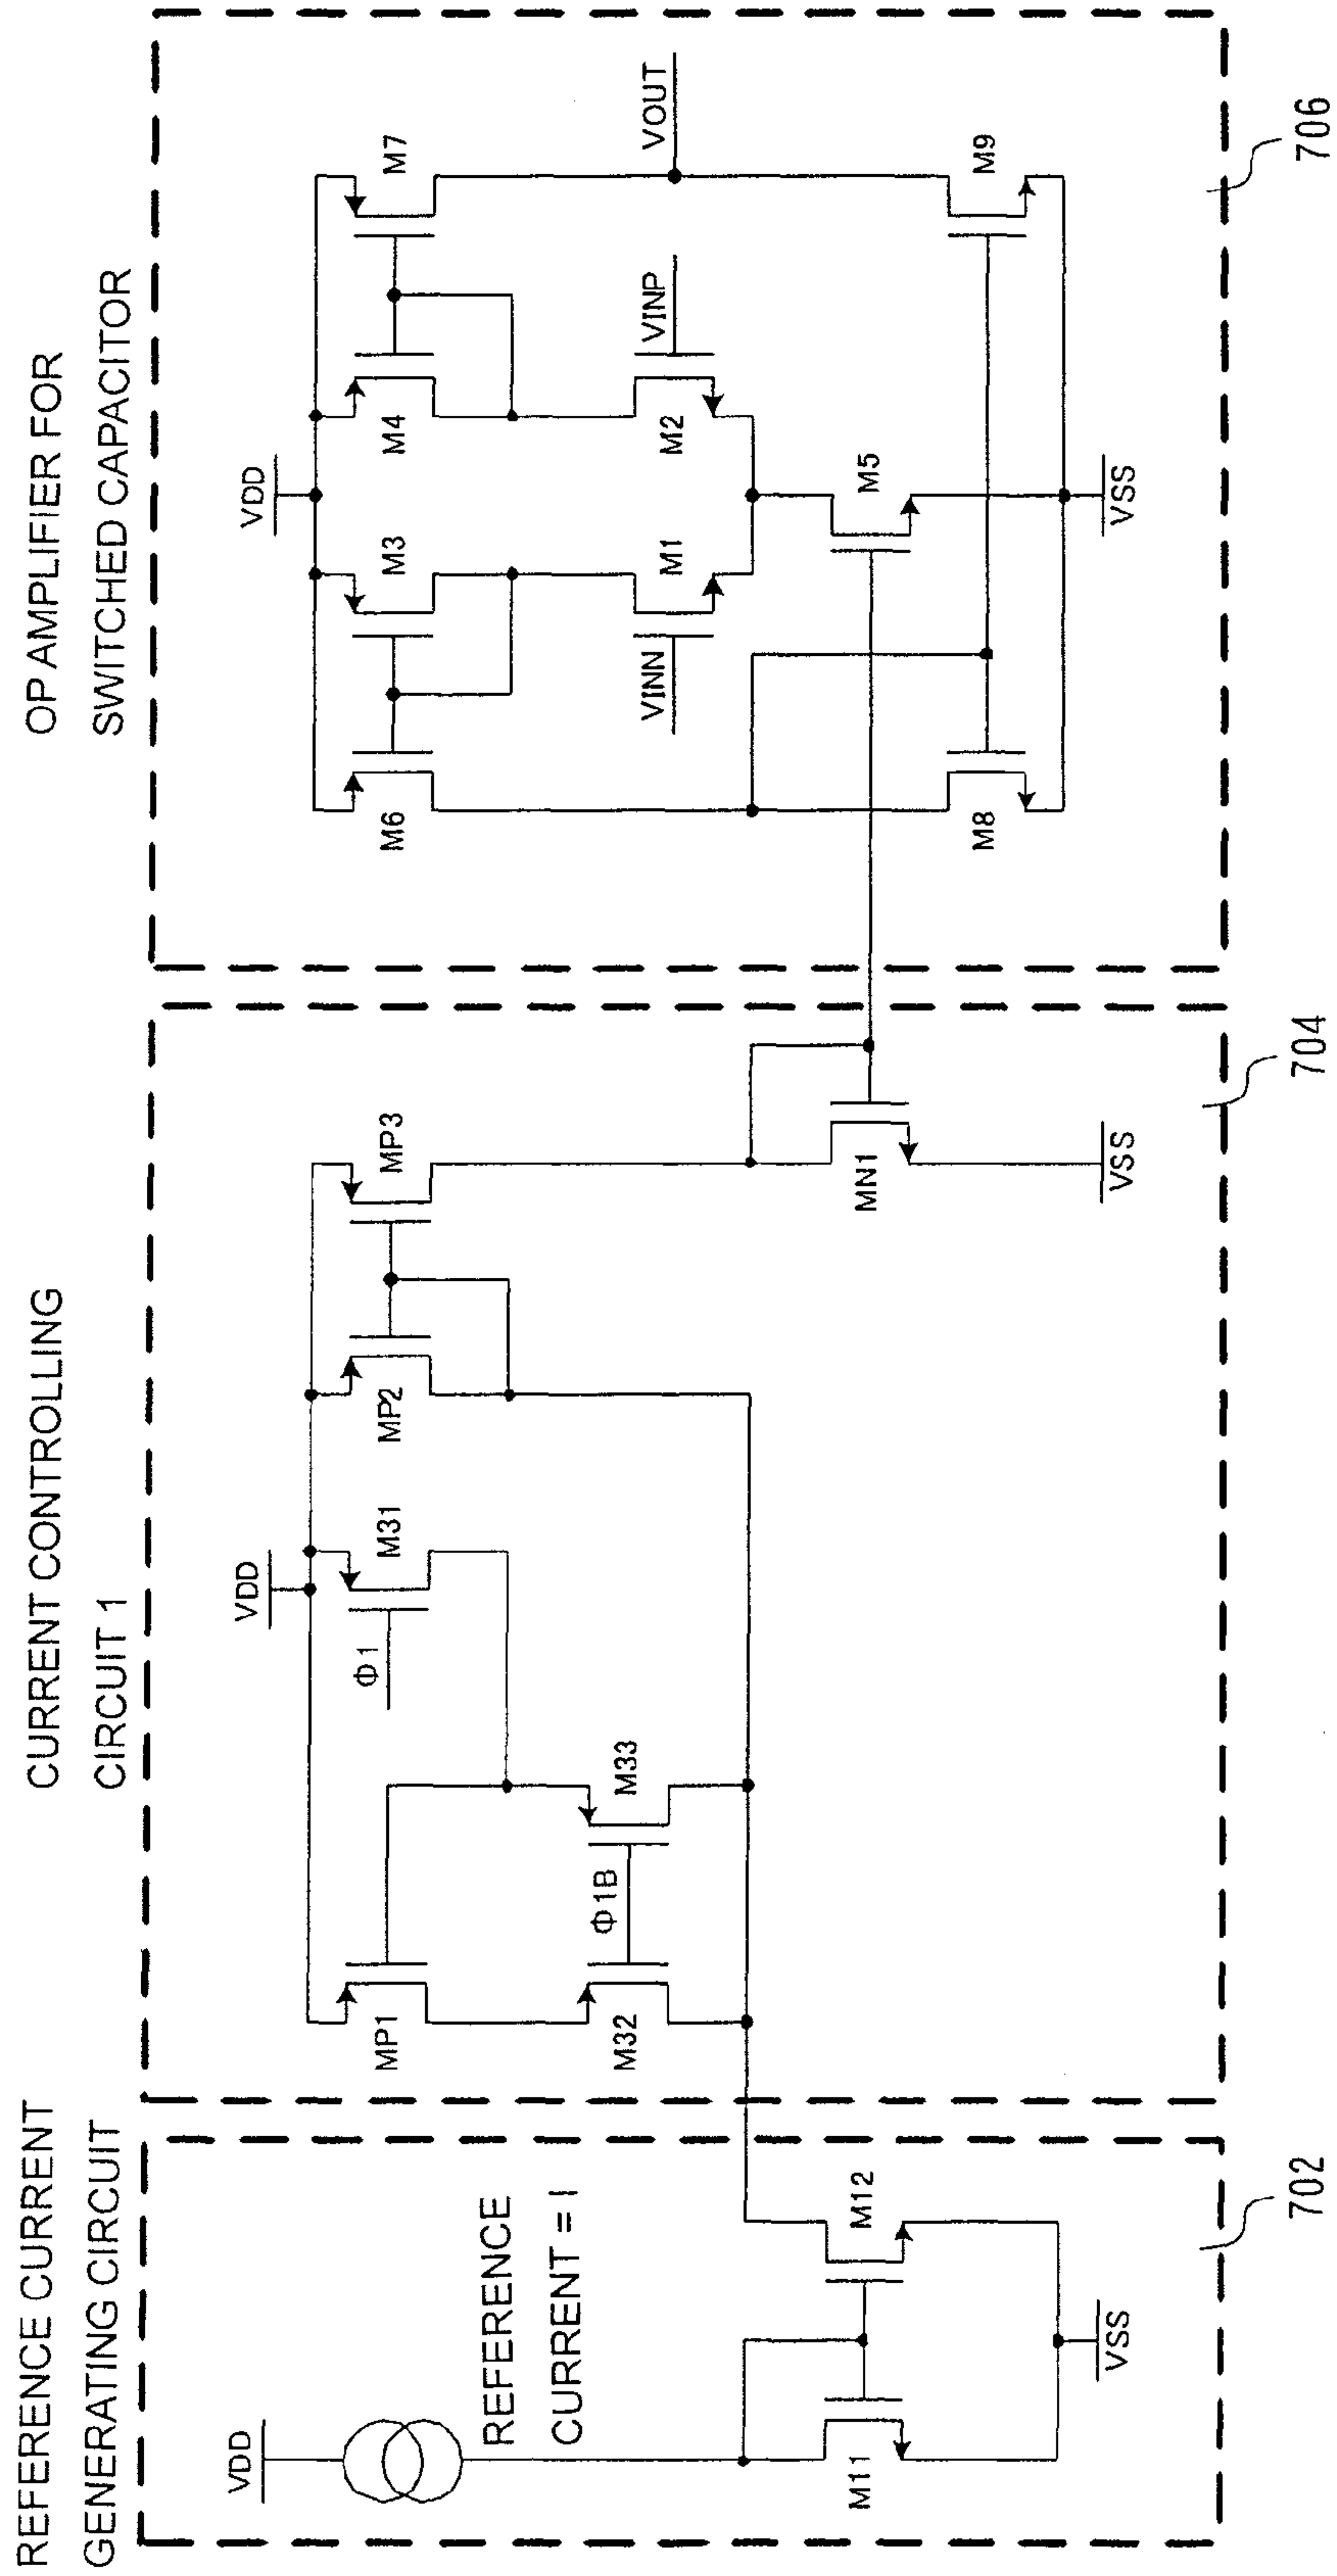 REFERENCE CURRENT
GENERATING CIRCUIT
VDD
REFERENCE
CURRENT = I
M11
M12
VSS
702
CURRENT CONTROLLING
CIRCUIT 1
VDD
MP1
Φ1
M31
MP2
MP3
M32
Φ1B
M33
MN1
VSS
704
OP AMPLIFIER FOR
SWITCHED CAPACITOR
VDD
M6
M3
M4
M7
VINN
M1
M2
VINP
VOUT
M5
M8
M9
VSS
706